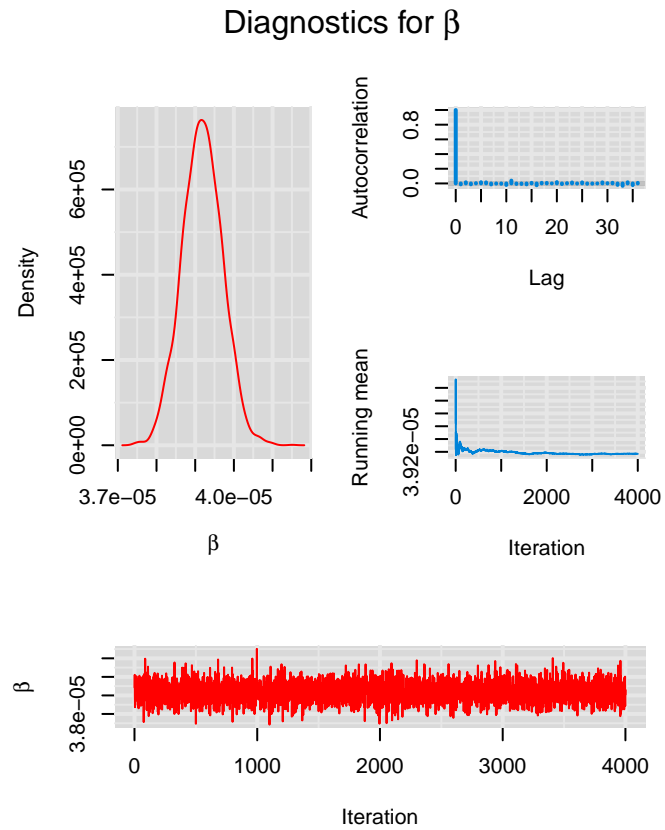 Diagnostics for β
Density
0e+00 2e+05 4e+05 6e+05
3.7e−05 4.0e−05
β
Autocorrelation
0.0 0.8
0 10 20 30
Lag
Running mean
3.92e−05
0 2000 4000
Iteration
β
3.8e−05
0 1000 2000 3000 4000
Iteration